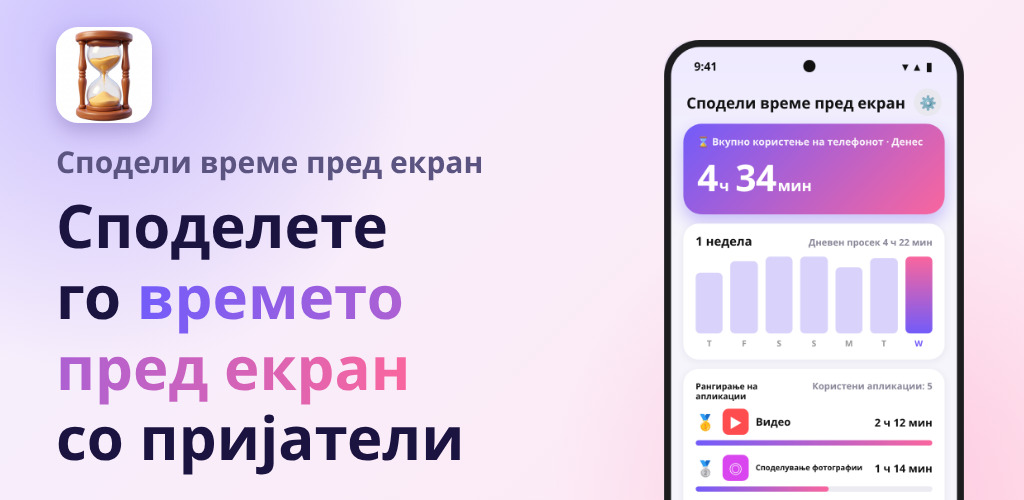 Сподели време пред екран
Споделете
го времето
пред екран
со пријатели
9:41
Сподели време пред екран
Вкупно користење на телефонот · Денес
4ч 34мин
1 недела
Дневен просек 4 ч 22 мин
T F S S M T W
Рангирање на
апликации
Користени апликации: 5
Видео 2 ч 12 мин
Споделување фотографии 1 ч 14 мин